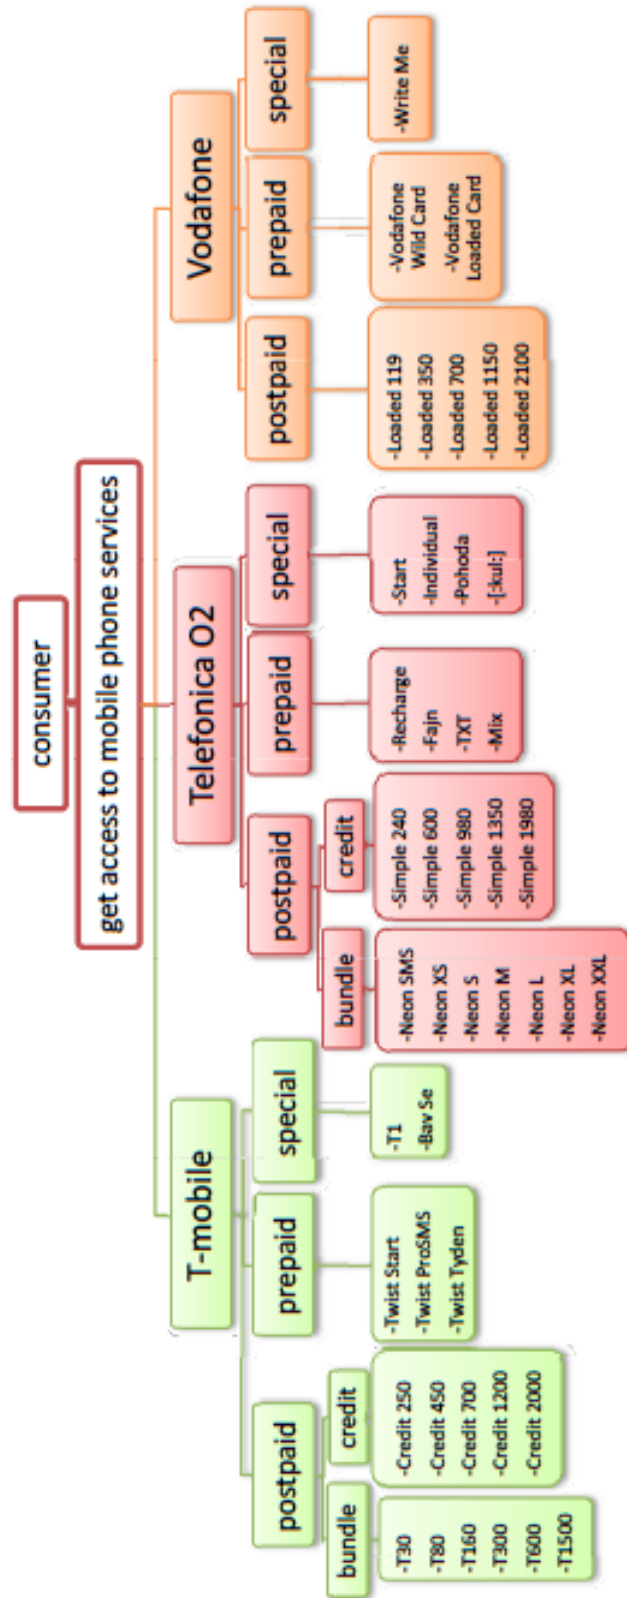 consumer
get access to mobile phone services
T-mobile
postpaid
bundle
-T30
-T80
-T160
-T300
-T600
-T1500
credit
-Credit 250
-Credit 450
-Credit 700
-Credit 1200
-Credit 2000
prepaid
-Twist Start
-Twist ProSMS
-Twist Tyden
special
-T1
-Bav Se
Telefonica O2
postpaid
bundle
-Neon SMS
-Neon XS
-Neon S
-Neon M
-Neon L
-Neon XL
-Neon XXL
credit
-Simple 240
-Simple 600
-Simple 980
-Simple 1350
-Simple 1980
prepaid
-Recharge
-Fajn
-TXT
-Mix
special
-Start
-Individual
-Pohoda
-[:kul:]
Vodafone
postpaid
-Loaded 119
-Loaded 350
-Loaded 700
-Loaded 1150
-Loaded 2100
prepaid
-Vodafone
Wild Card
-Vodafone
Loaded Card
special
-Write Me